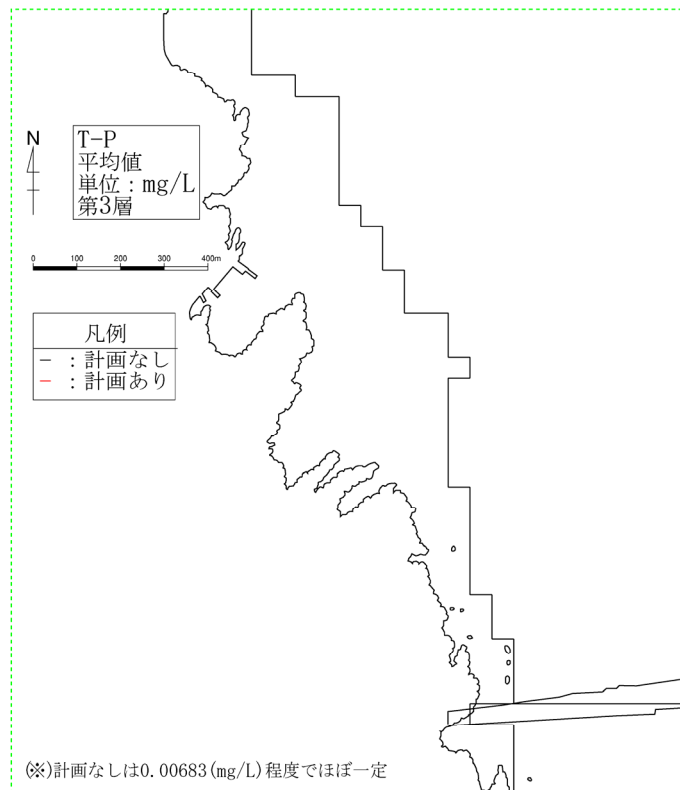 N
T-P
平均値
単位：mg/L
第3層
0 100 200 300 400m
凡例
－ ：計画なし
－ ：計画あり
(※)計画なしは0.00683(mg/L)程度でほぼ一定